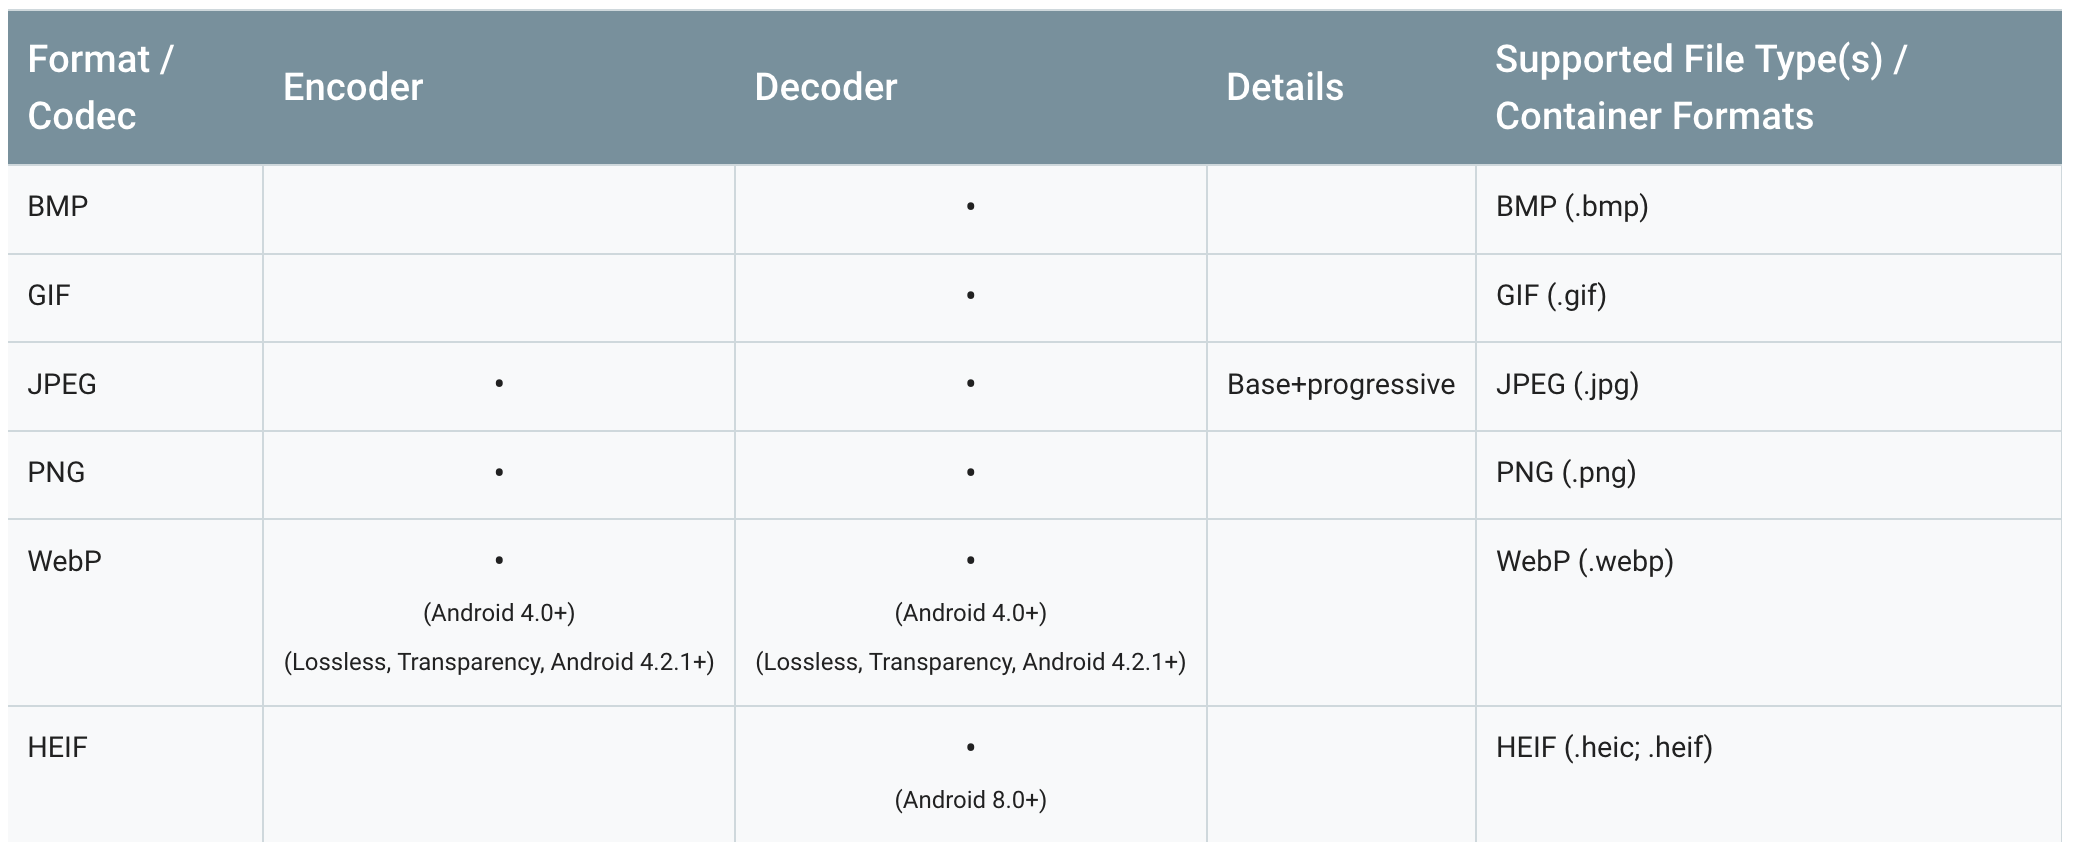 Format /
Codec
Encoder
Decoder
Details
Supported File Type(s) /
Container Formats
BMP
•
BMP (.bmp)
GIF
•
GIF (.gif)
JPEG
•
•
Base+progressive
JPEG (.jpg)
PNG
•
•
PNG (.png)
WebP
•
(Android 4.0+)
(Lossless, Transparency, Android 4.2.1+)
•
(Android 4.0+)
(Lossless, Transparency, Android 4.2.1+)
WebP (.webp)
HEIF
•
(Android 8.0+)
HEIF (.heic; .heif)